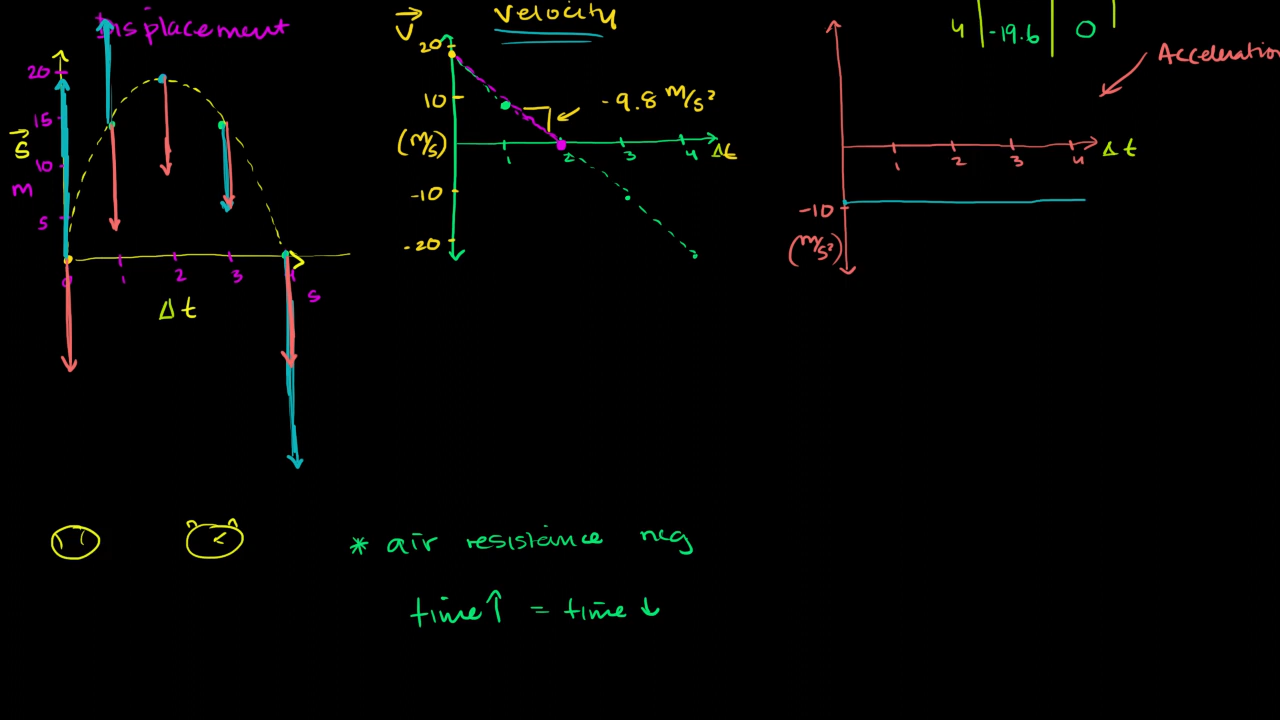 Displacement
20
15
10
5
s
m
0 1 2 3 4
s
Δt
v
Velocity
20
10
(m/s)
-10
-20
1 2 3 4 Δt
-9.8 m/s²
4 -19.6 0
Acceleration
1 2 3 4 Δt
-10
(m/s²)
* air resistance neg
time↑ = time↓